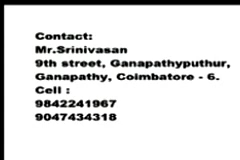 Contact:
Mr.Srinivasan
9th street, Ganapathyputhur,
Ganapathy, Coimbatore - 6.
Cell :
9842241967
9047434318